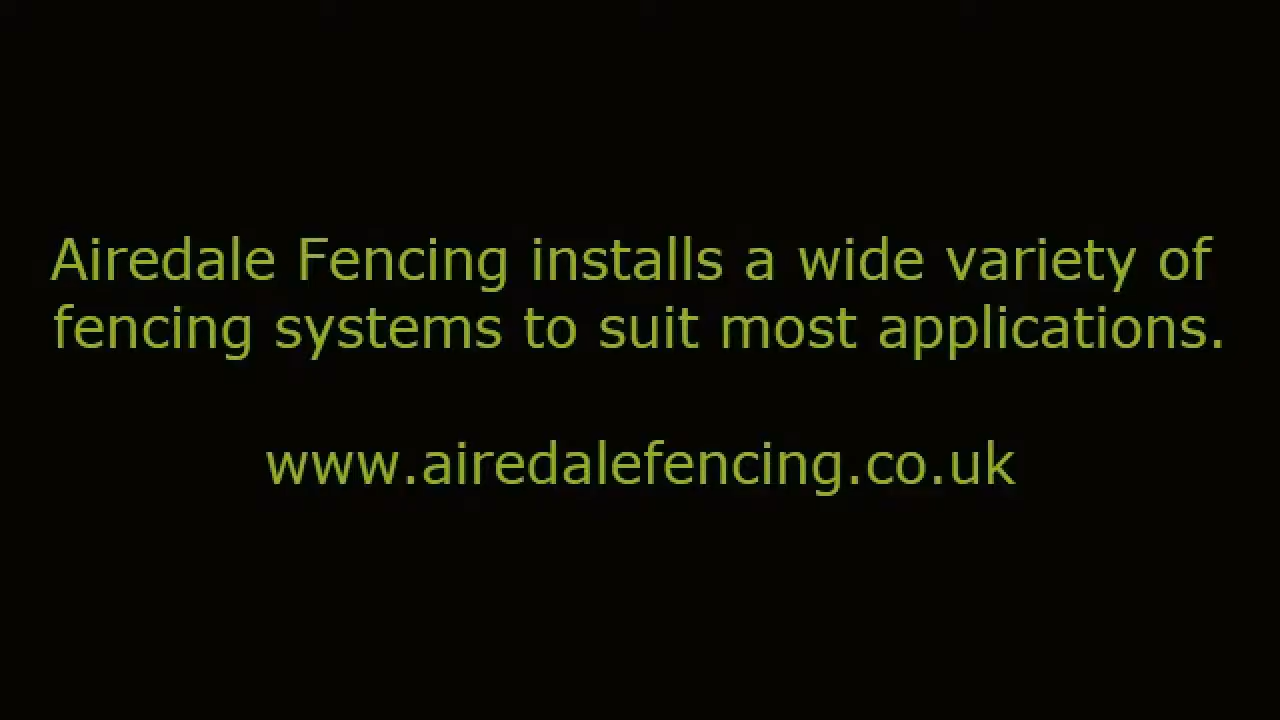 Airedale Fencing installs a wide variety of
fencing systems to suit most applications.
www.airedalefencing.co.uk